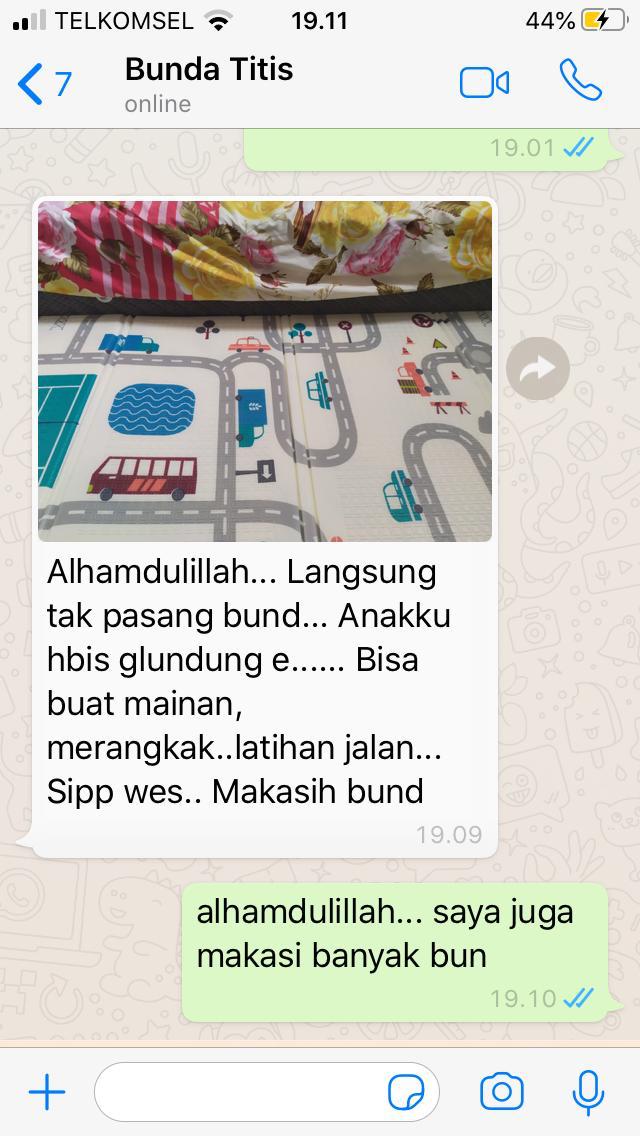 TELKOMSEL 19.11 44%
7 Bunda Titis
online
19.01
Alhamdulillah... Langsung
tak pasang bund... Anakku
hbis glundung e...... Bisa
buat mainan,
merangkak..latihan jalan...
Sipp wes.. Makasih bund
19.09
alhamdulillah... saya juga
makasi banyak bun
19.10